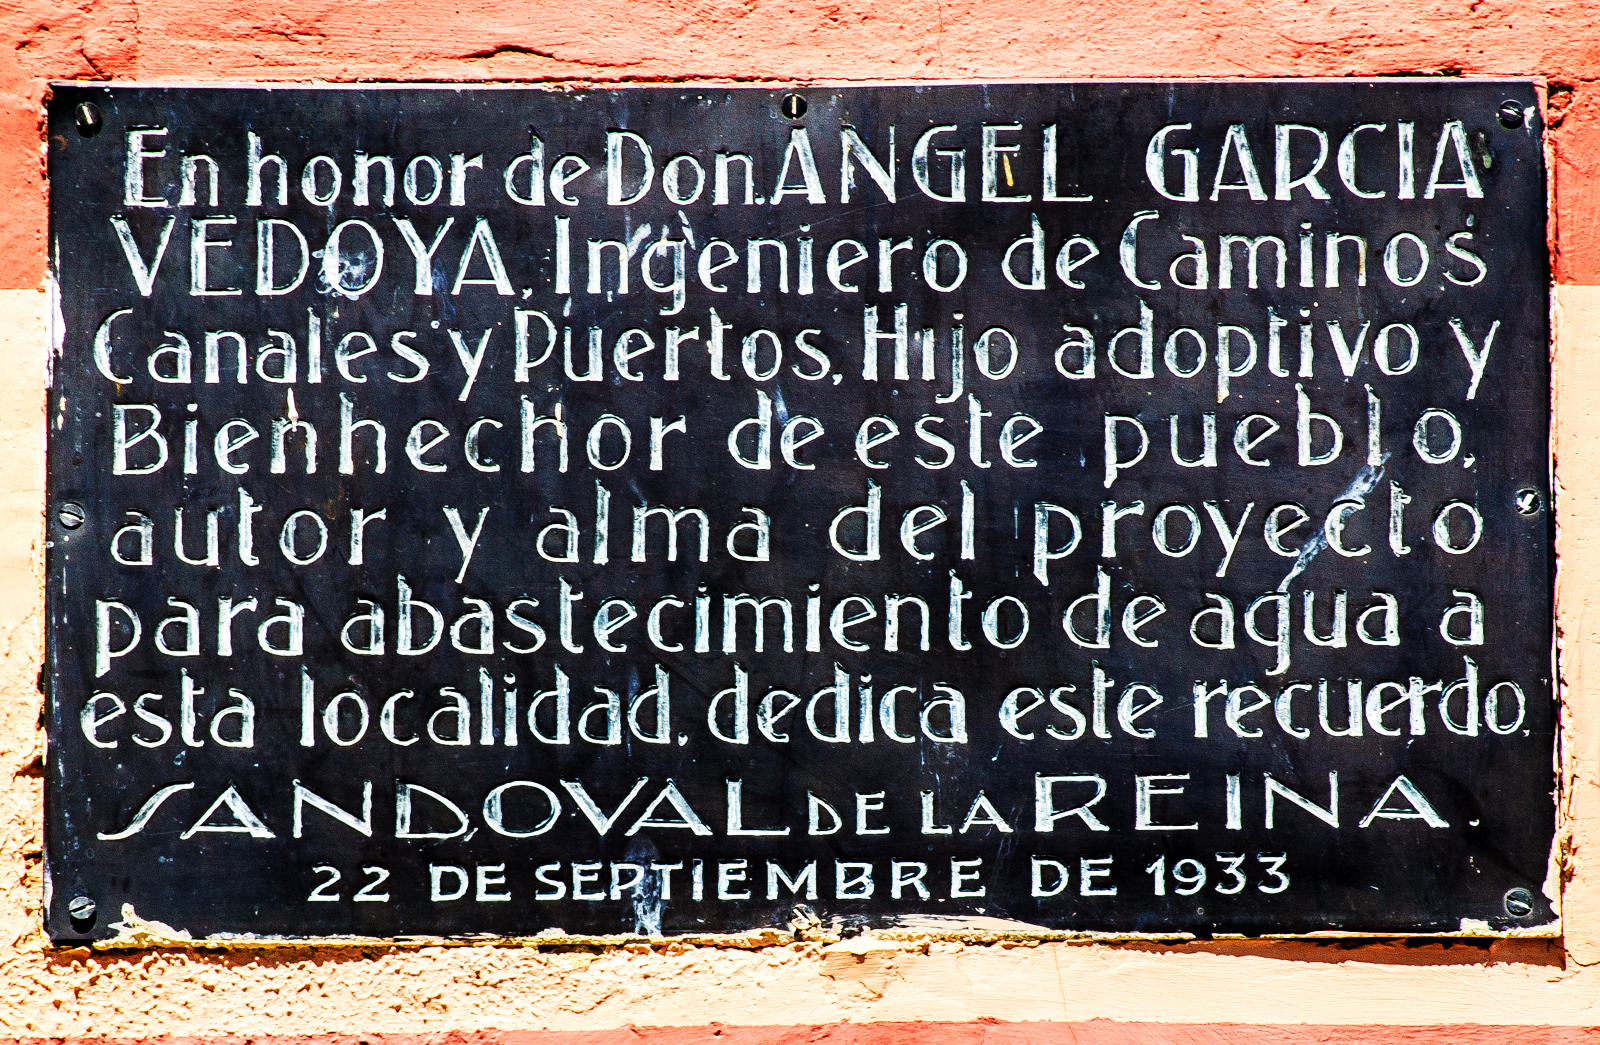 En honor de Don ANGEL GARCIA
VEDOYA, Ingeniero de Caminos
Canales y Puertos, Hijo adoptivo y
Bienhechor de este pueblo,
autor y alma del proyecto
para abastecimiento de agua a
esta localidad, dedica este recuerdo,
SANDOVAL DE LA REINA.
22 DE SEPTIEMBRE DE 1933